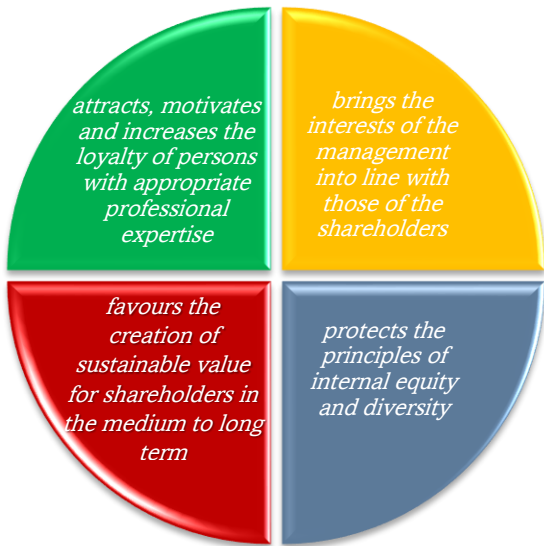 attracts, motivates
and increases the
loyalty of persons
with appropriate
professional
expertise
brings the
interests of the
management
into line with
those of the
shareholders
favours the
creation of
sustainable value
for shareholders in
the medium to long
term
protects the
principles of
internal equity
and diversity